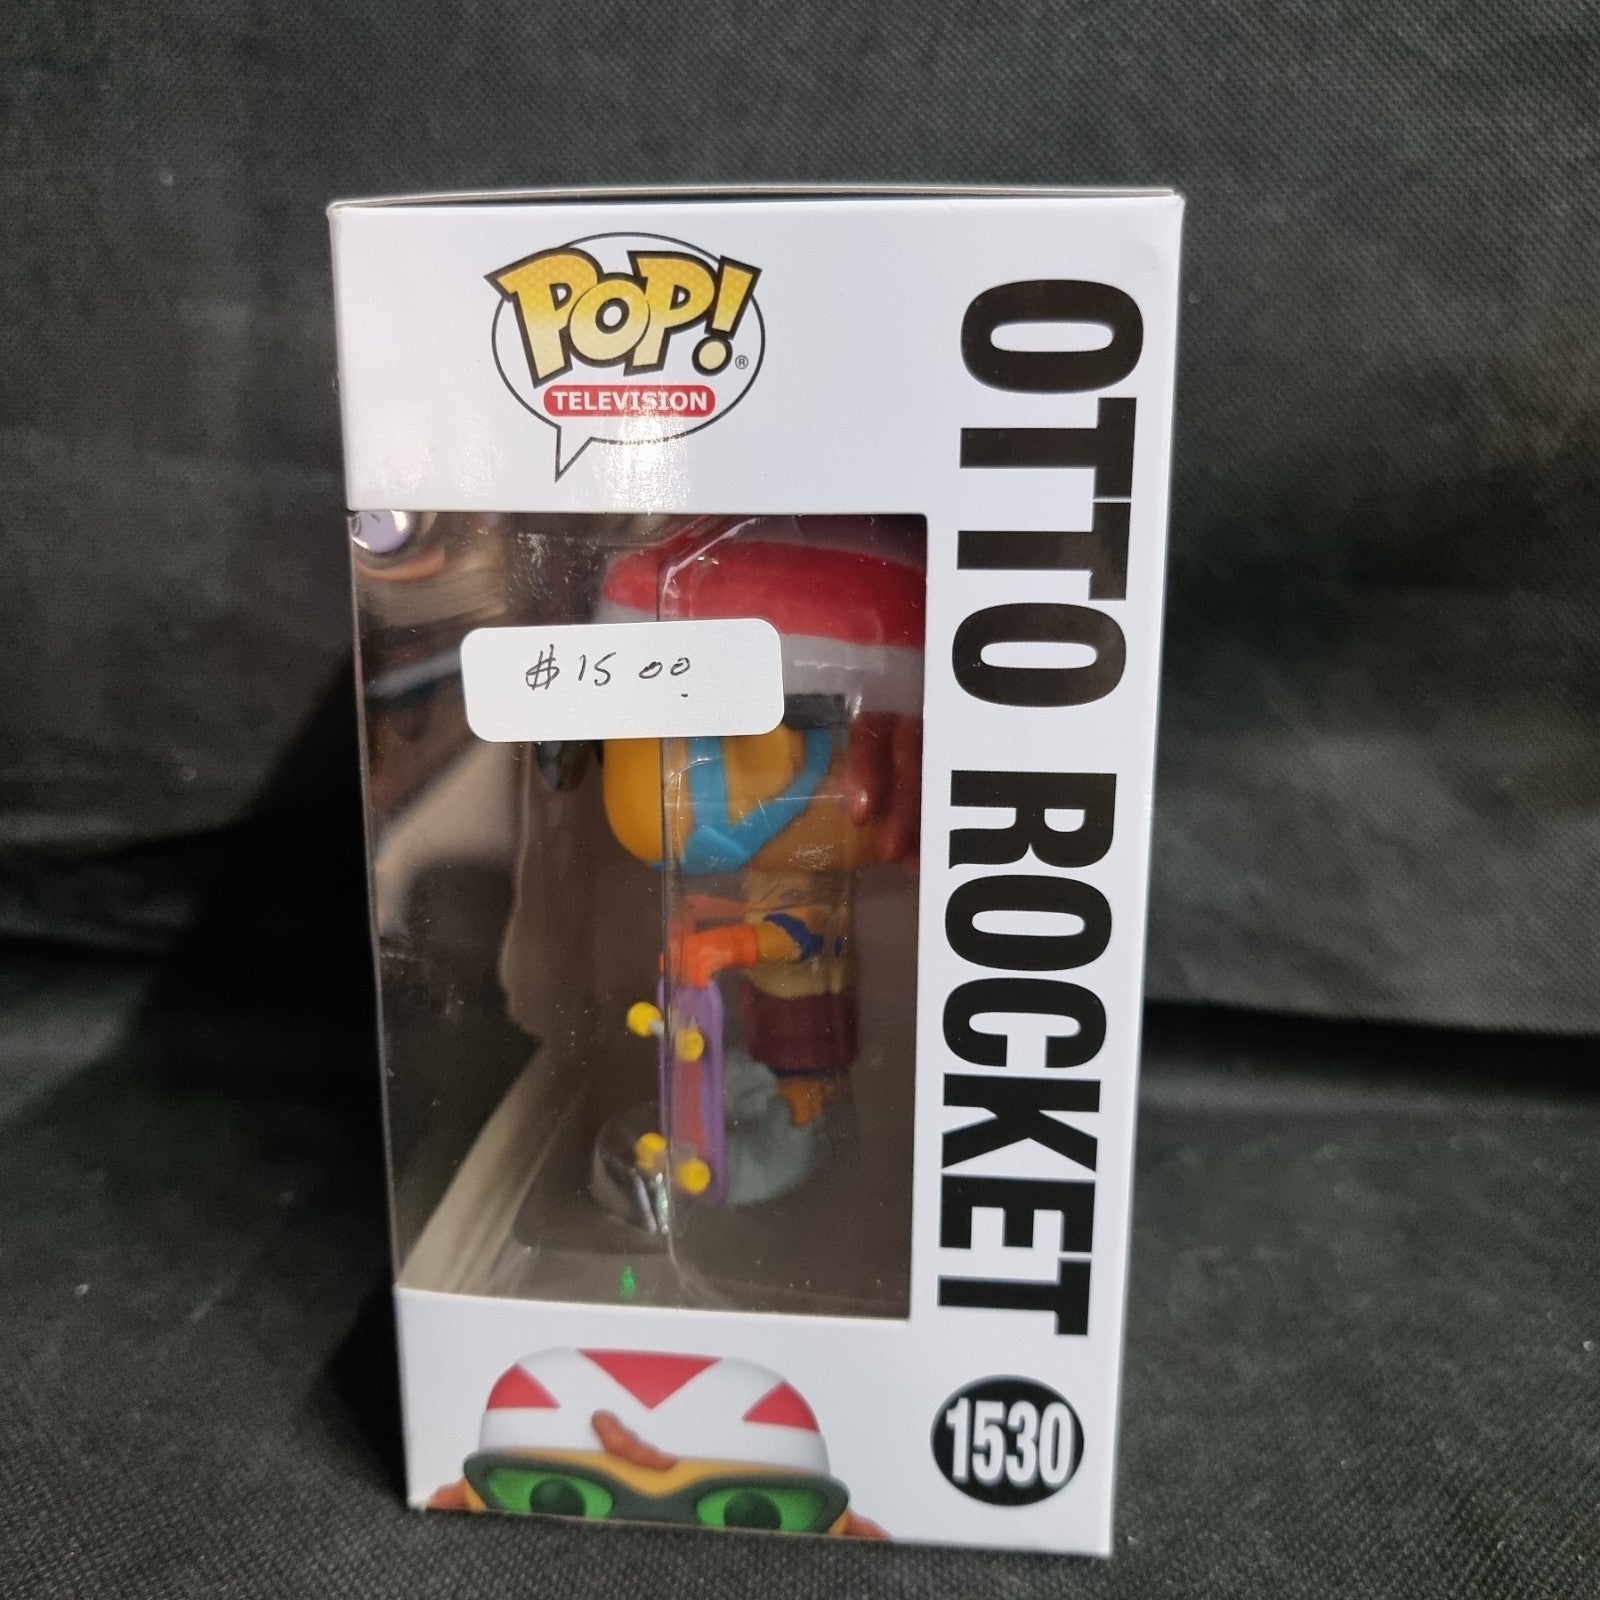 POP! ®
TELEVISION
$ 15 00
OTTO ROCKET
1530